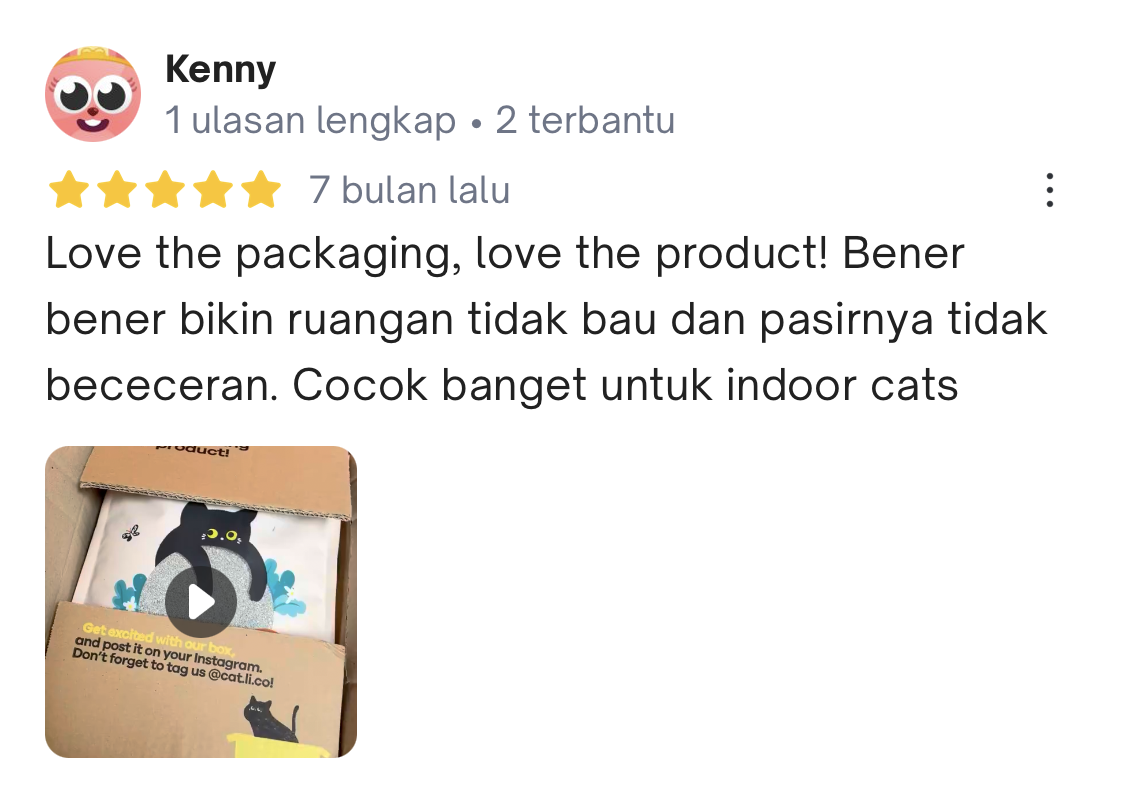 Kenny
1 ulasan lengkap • 2 terbantu
7 bulan lalu
Love the packaging, love the product! Bener
bener bikin ruangan tidak bau dan pasirnya tidak
bececeran. Cocok banget untuk indoor cats
product!
Get excited with our box,
and post it on your Instagram.
Don't forget to tag us @cat.li.co!